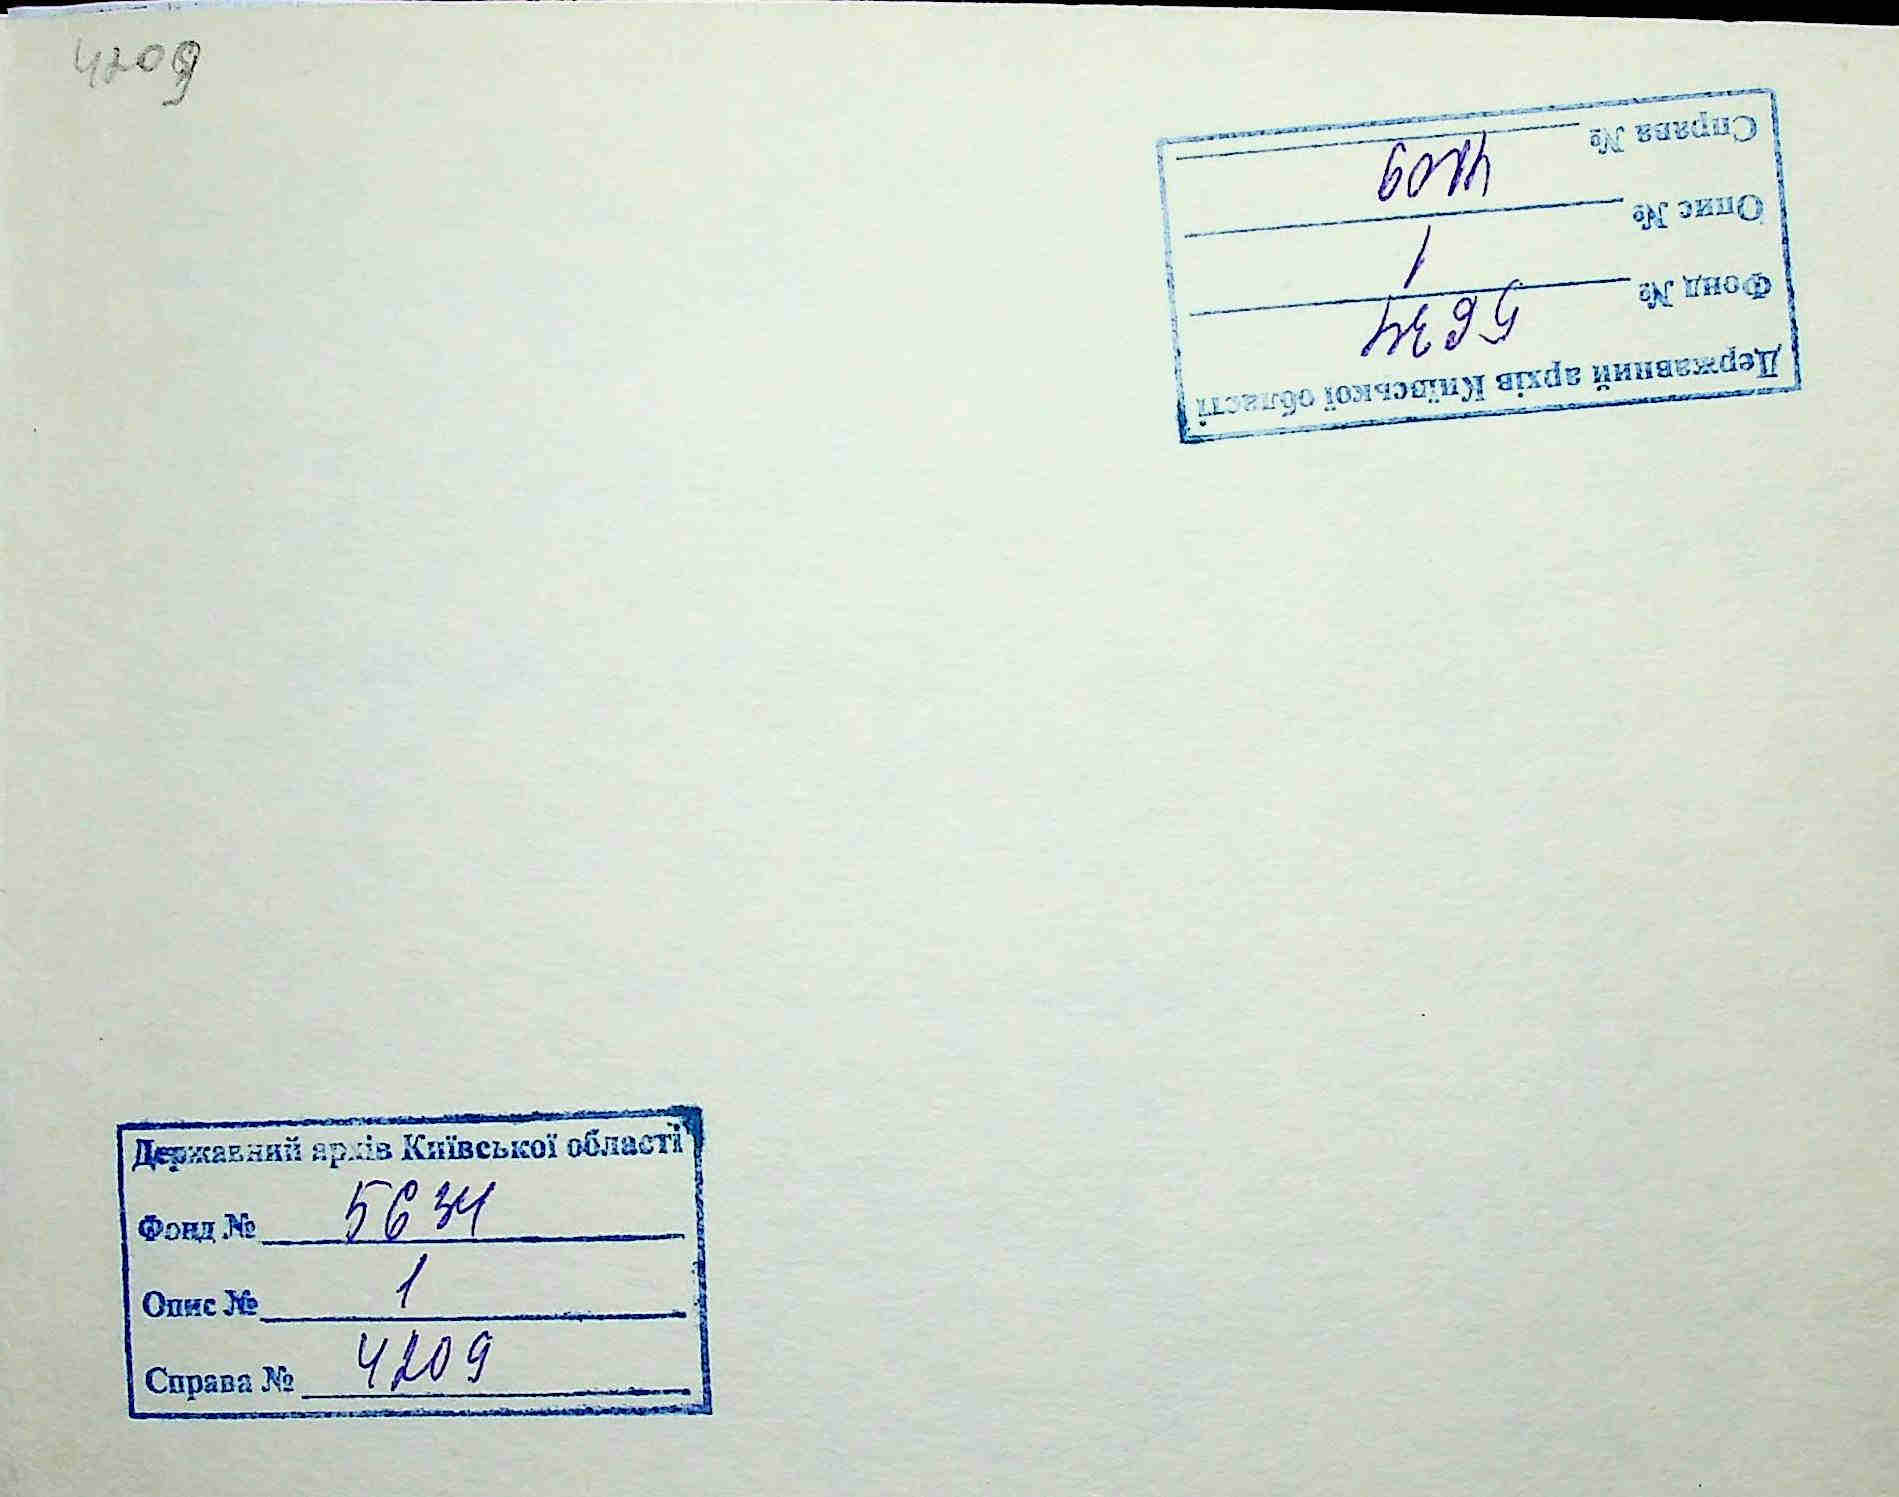 4209
Державний архів Київської області
Фонд № 5634
Опис № 1
Справа № 4209
Державний архів Київської області
Фонд № 5634
Опис № 1
Справа № 4209